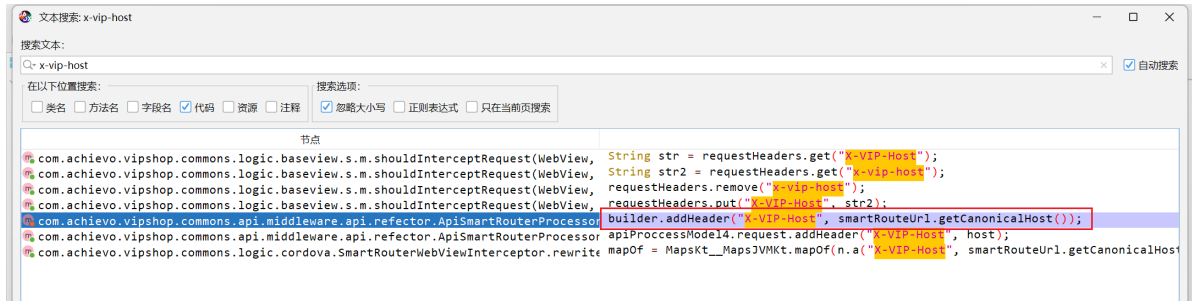 文本搜索: x-vip-host
搜索文本:
x-vip-host
自动搜索
在以下位置搜索:
搜索选项:
类名 方法名 字段名 代码 资源 注释
忽略大小写 正则表达式 只在当前页搜索
节点
com.achievo.vipshop.commons.logic.baseview.s.m.shouldInterceptRequest(WebView, String str = requestHeaders.get("X-VIP-Host");
com.achievo.vipshop.commons.logic.baseview.s.m.shouldInterceptRequest(WebView, String str2 = requestHeaders.get("x-vip-host");
com.achievo.vipshop.commons.logic.baseview.s.m.shouldInterceptRequest(WebView, requestHeaders.remove("x-vip-host");
com.achievo.vipshop.commons.logic.baseview.s.m.shouldInterceptRequest(WebView, requestHeaders.put("X-VIP-Host", str2);
com.achievo.vipshop.commons.api.middleware.api.refector.ApiSmartRouterProcessor builder.addHeader("X-VIP-Host", smartRouteUrl.getCanonicalHost());
com.achievo.vipshop.commons.api.middleware.api.refector.ApiSmartRouterProcessor apiProccessModel4.request.addHeader("X-VIP-Host", host);
com.achievo.vipshop.commons.logic.cordova.SmartRouterWebViewInterceptor.rewrite mapOf = MapsKt__MapsJVMKt.mapOf(n.a("X-VIP-Host", smartRouteUrl.getCanonicalHost